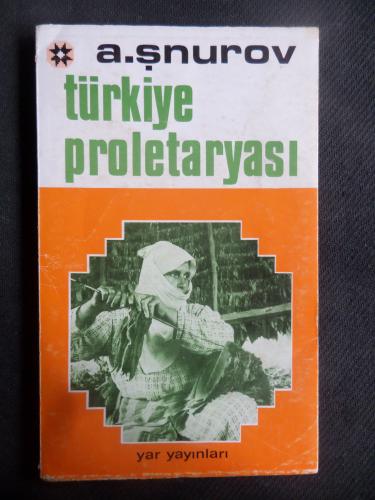 a.şnurov
türkiye
proletaryası
yar yayınları